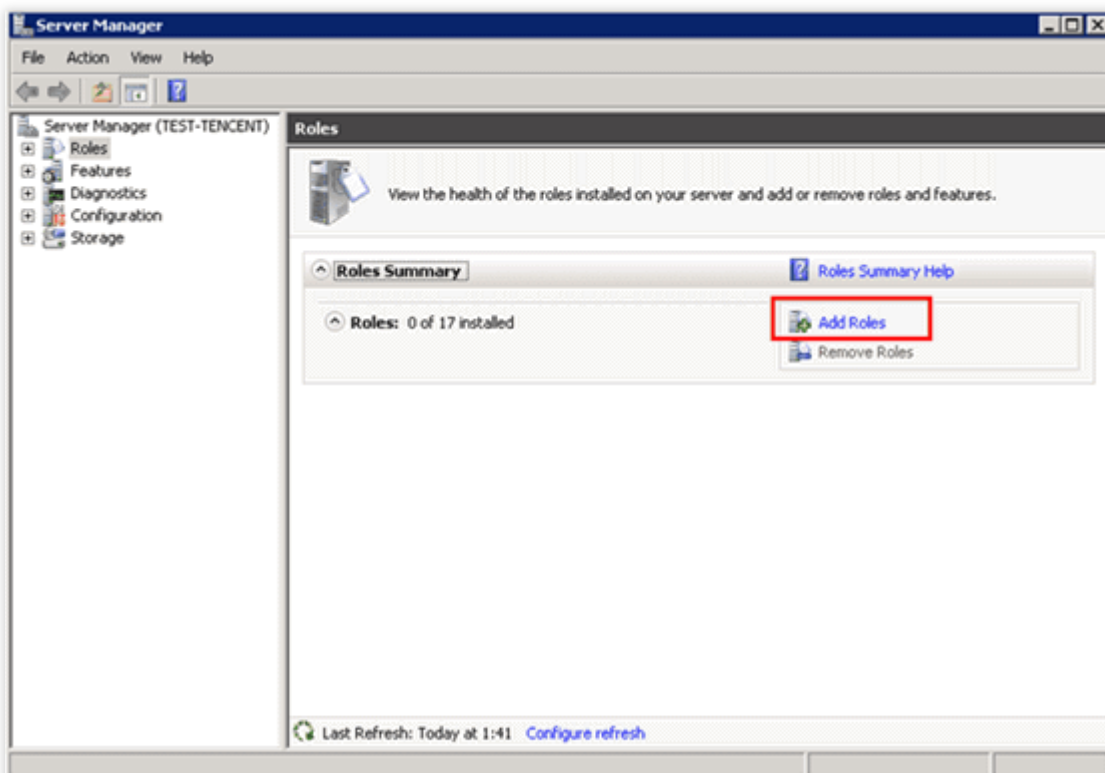 Server Manager
File Action View Help
Server Manager (TEST-TENCENT)
Roles
Features
Diagnostics
Configuration
Storage
Roles
View the health of the roles installed on your server and add or remove roles and features.
Roles Summary
Roles Summary Help
Roles: 0 of 17 installed
Add Roles
Remove Roles
Last Refresh: Today at 1:41 Configure refresh